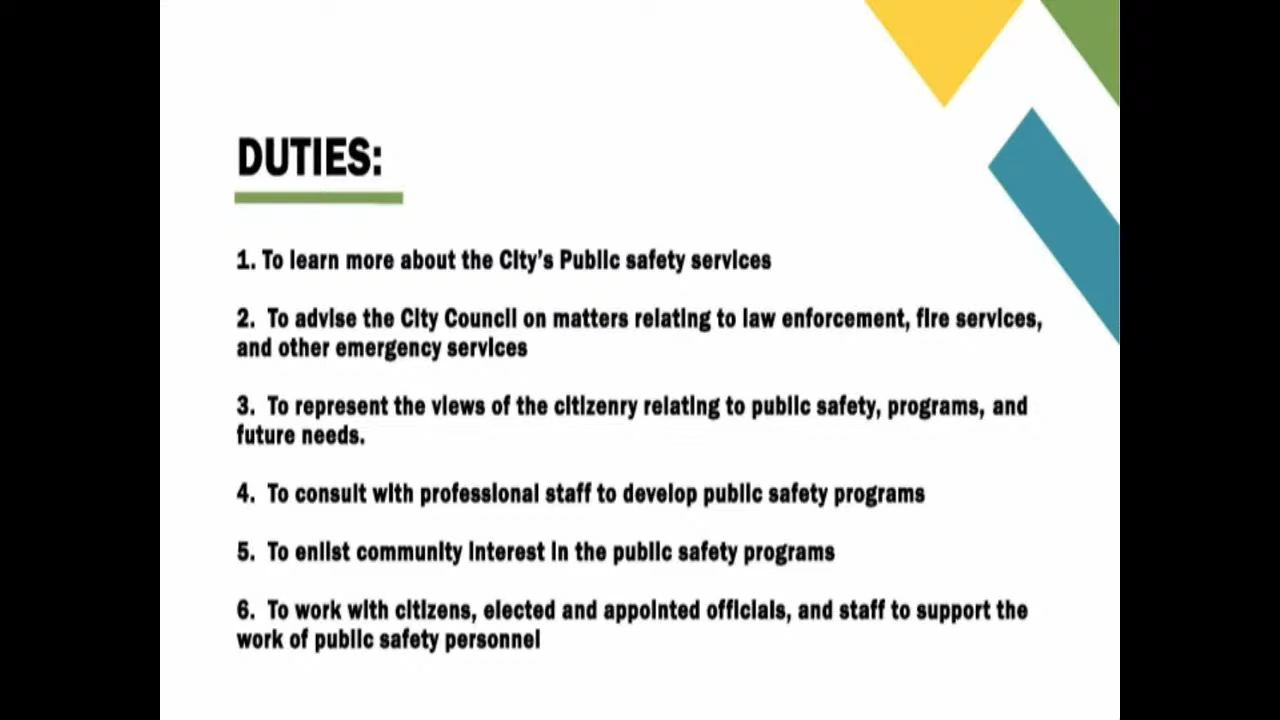 DUTIES:
1. To learn more about the City's Public safety services
2. To advise the City Council on matters relating to law enforcement, fire services,
and other emergency services
3. To represent the views of the citizenry relating to public safety, programs, and
future needs.
4. To consult with professional staff to develop public safety programs
5. To enlist community interest in the public safety programs
6. To work with citizens, elected and appointed officials, and staff to support the
work of public safety personnel